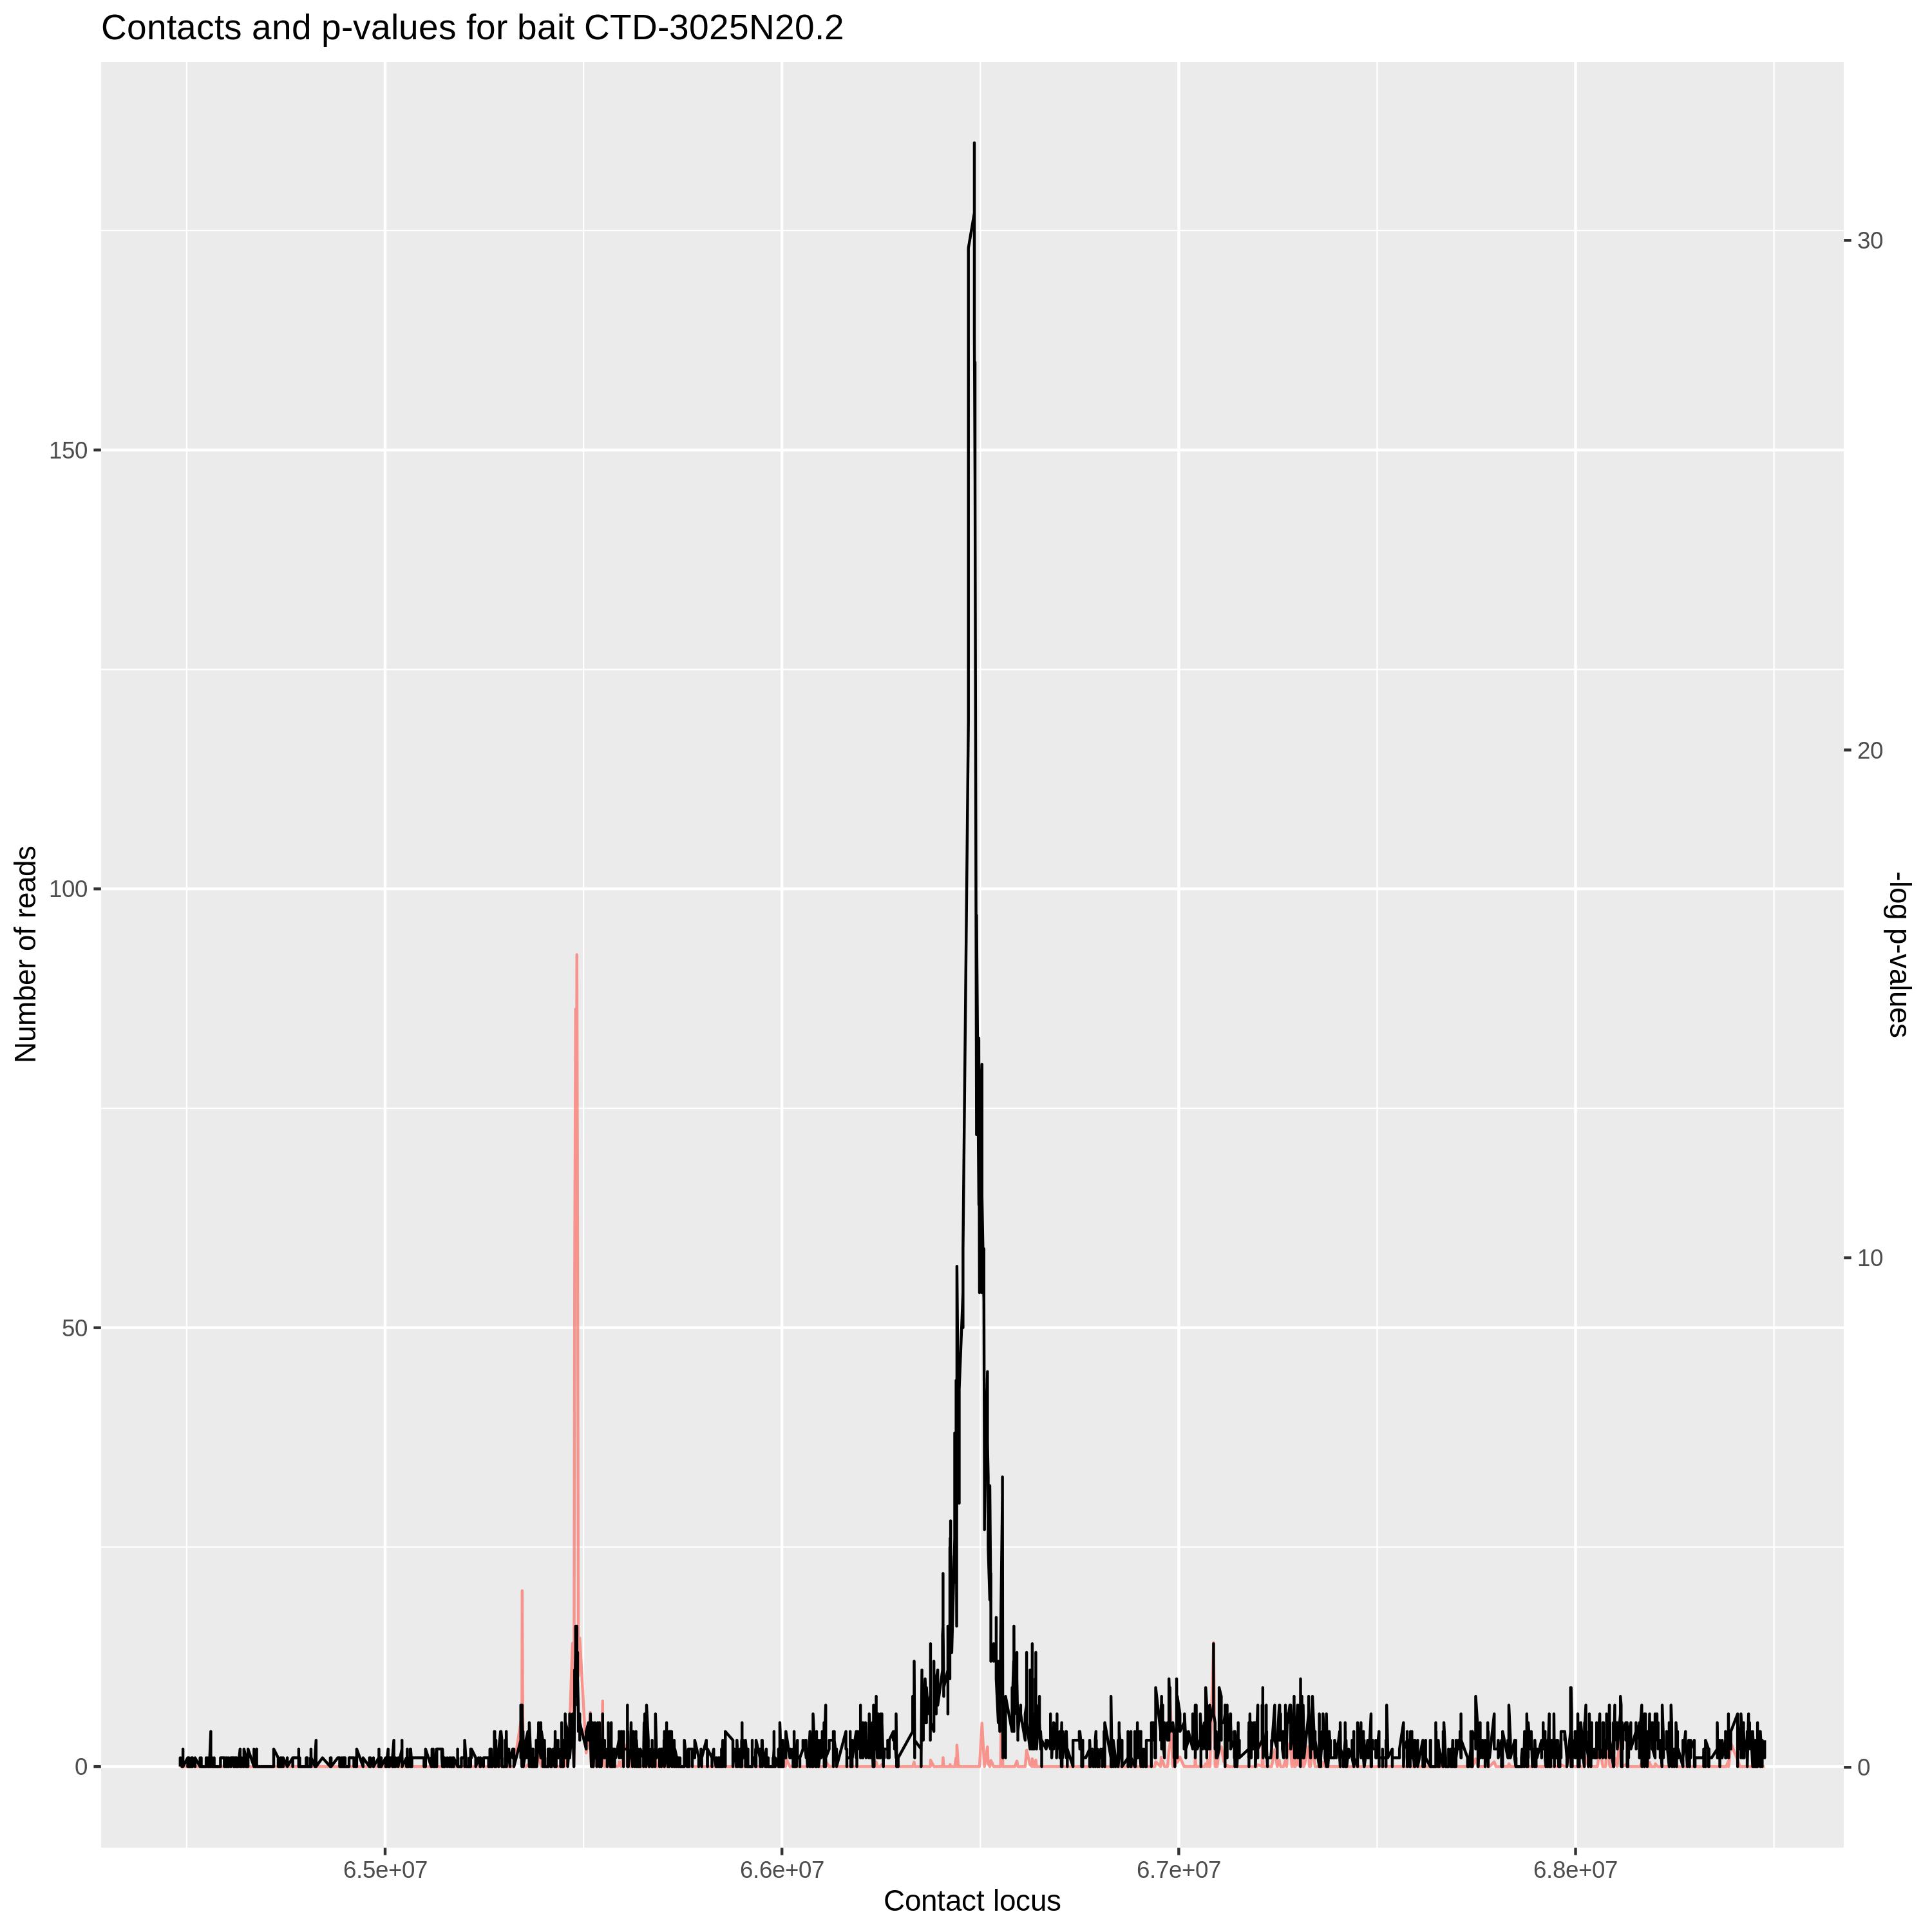 Contacts and p-values for bait CTD-3025N20.2
Number of reads
150
100
50
0
30
20
10
0
-log p-values
6.5e+07
6.6e+07
6.7e+07
6.8e+07
Contact locus